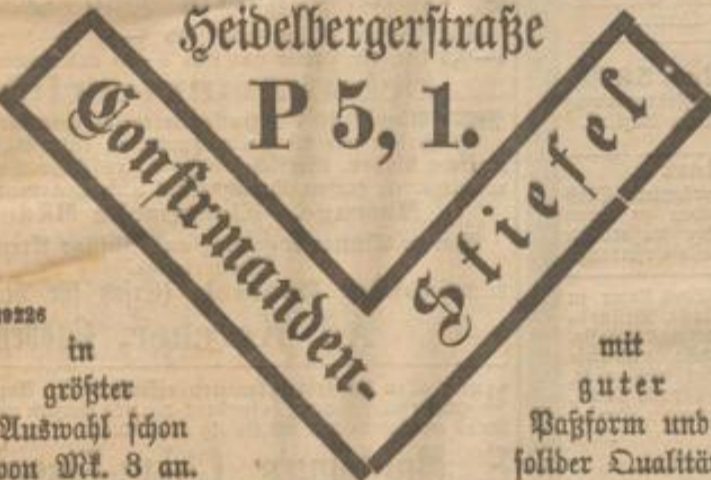 Heidelbergerstraße
P 5, 1.
Confirmanden-
Stiefel
19226
in
größter
Auswahl schon
von Mk. 3 an.
mit
guter
Paßform und
solider Qualität